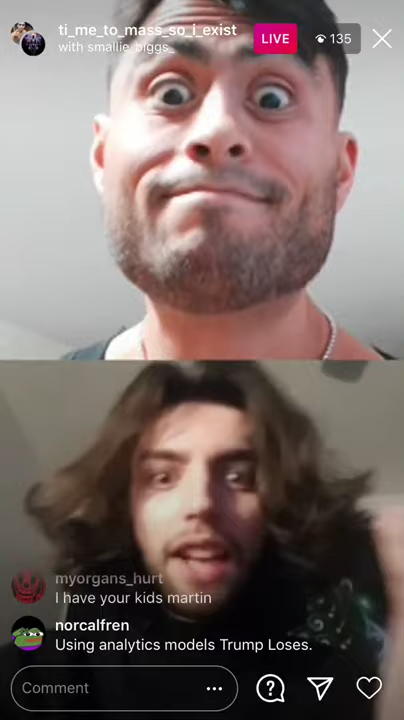 ti_me_to_mass_so_i_exist
with smallie_biggs_
LIVE
135
myorgans_hurt
I have your kids martin
norcalfren
Using analytics models Trump Loses.
Comment